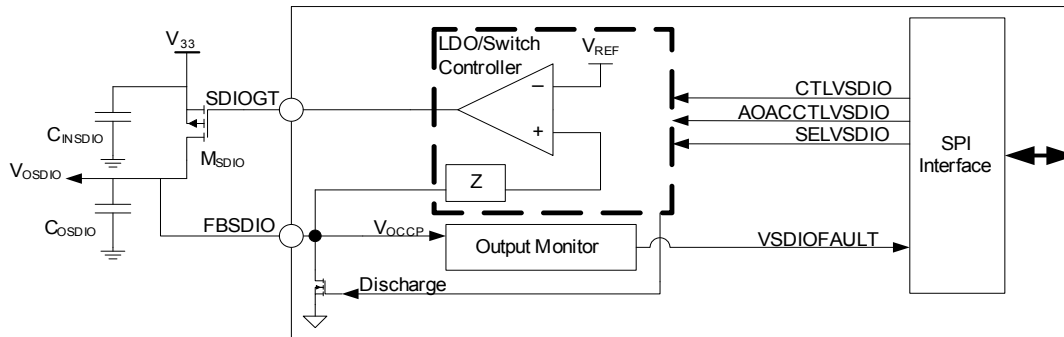 V33
LDO/Switch
Controller
VREF
SDIOGT
CINSDIO
MSDIO
VOSDIO
COSDIO
FBSDIO
−
+
Z
VOCCP
Output Monitor
Discharge
CTLVSDIO
AOACCTLVSDIO
SELVSDIO
VSDIOFAULT
SPI
Interface